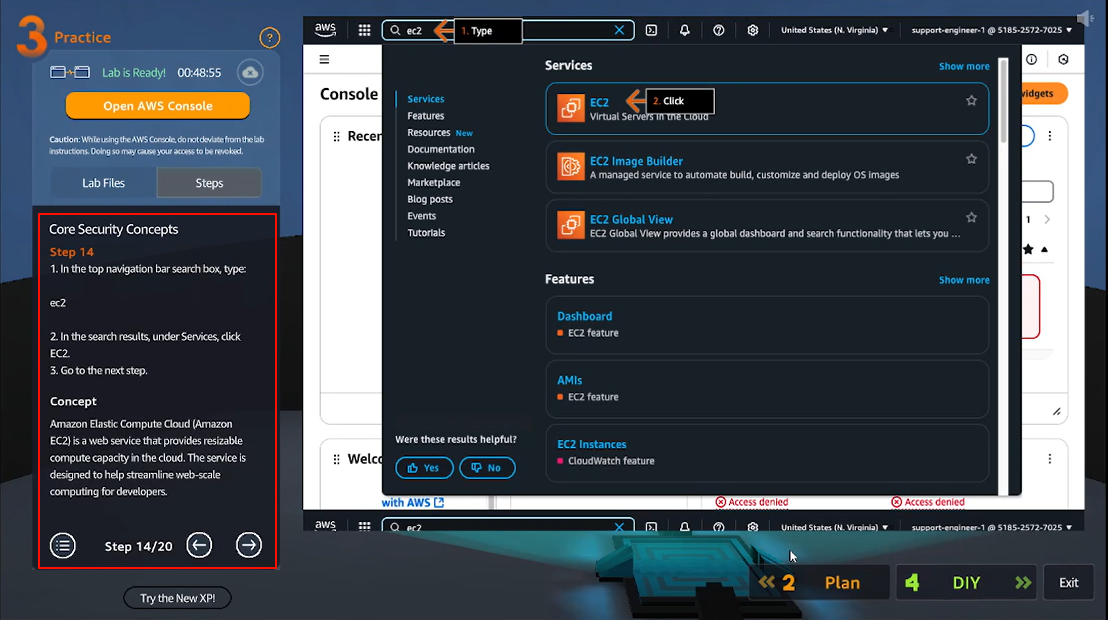 3 Practice
?
Lab is Ready! 00:48:55
Open AWS Console
Caution: While using the AWS Console, do not deviate from the lab
instructions. Doing so may cause your access to be revoked.
Lab Files
Steps
Core Security Concepts
Step 14
1. In the top navigation bar search box, type:
ec2
2. In the search results, under Services, click
EC2.
3. Go to the next step.
Concept
Amazon Elastic Compute Cloud (Amazon
EC2) is a web service that provides resizable
compute capacity in the cloud. The service is
designed to help streamline web-scale
computing for developers.
Step 14/20
Try the New XP!
aws
ec2
1. Type
United States (N. Virginia)
support-engineer-1 @ 5185-2572-7025
Console
widgets
Recen
1
Services
Features
Resources New
Documentation
Knowledge articles
Marketplace
Blog posts
Events
Tutorials
Were these results helpful?
Yes
No
Services
Show more
EC2
2. Click
Virtual Servers in the Cloud
EC2 Image Builder
A managed service to automate build, customize and deploy OS images
EC2 Global View
EC2 Global View provides a global dashboard and search functionality that lets you ...
Features
Show more
Dashboard
EC2 feature
AMIs
EC2 feature
EC2 Instances
CloudWatch feature
Welc
with AWS
Access denied
Access denied
aws
ec2
United States (N. Virginia)
support-engineer-1 @ 5185-2572-7025
2 Plan
4 DIY
Exit